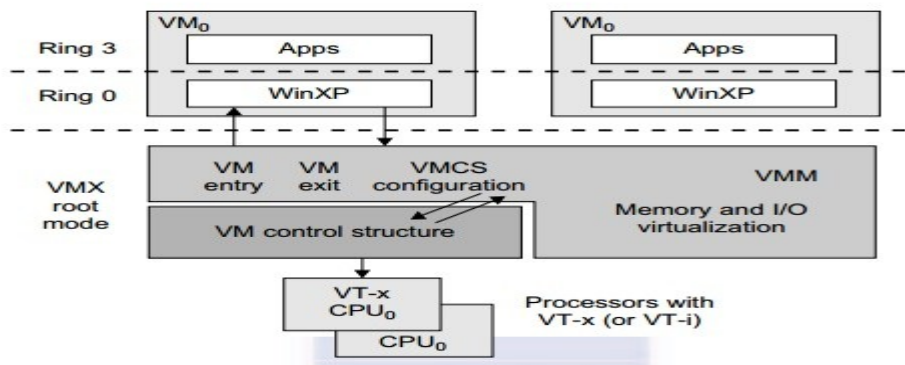 VM0
VM0
Ring 3
Apps
Apps
Ring 0
WinXP
WinXP
VMX
root
mode
VM
entry
VM
exit
VMCS
configuration
VMM
Memory and I/O
virtualization
VM control structure
VT-x
CPU0
CPU0
Processors with
VT-x (or VT-i)